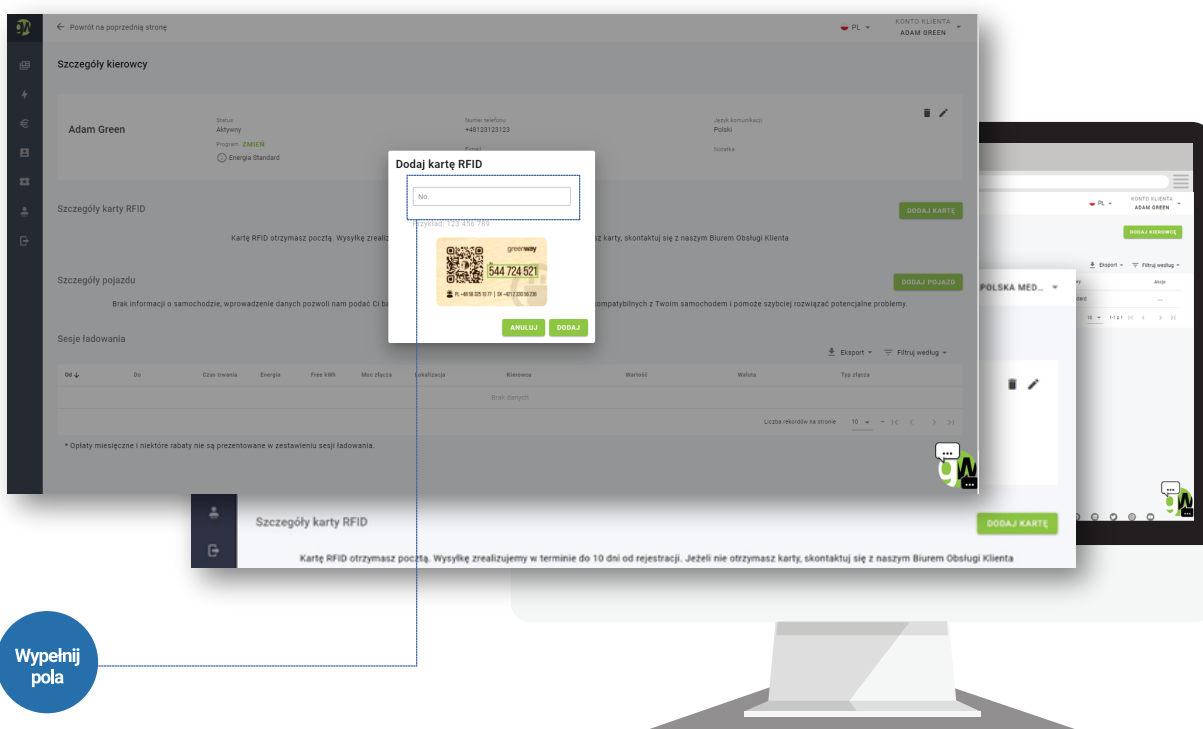 Powrót na poprzednią stronę
PL
KONTO KLIENTA
ADAM GREEN
Szczegóły kierowcy
Adam Green
Status
Aktywny
Program ZMIEŃ
Energia Standard
Numer telefonu
+48123123123
E-mail
Język komunikacji
Polski
Notatka
Szczegóły karty RFID
DODAJ KARTĘ
Kartę RFID otrzymasz pocztą. Wysyłkę zrealiz
sz karty, skontaktuj się z naszym Biurem Obsługi Klienta
Szczegóły pojazdu
DODAJ POJAZD
Brak informacji o samochodzie, wprowadzenie danych pozwoli nam podać Ci ba
kompatybilnych z Twoim samochodem i pomoże szybciej rozwiązać potencjalne problemy.
Sesje ładowania
Eksport
Filtruj według
Od
Do
Czas trwania
Energia
Free kWh
Moc złącza
Lokalizacja
Kierowca
Wartość
Waluta
Typ złącza
Brak danych
Liczba rekordów na stronie 10 -
* Opłaty miesięczne i niektóre rabaty nie są prezentowane w zestawieniu sesji ładowania.
Dodaj kartę RFID
No.
Przykład: 123 456 789
greenway
544 724 521
ANULUJ
DODAJ
gW
PL
KONTO KLIENTA
ADAM GREEN
DODAJ KIEROWCĘ
Eksport
Filtruj według
Akcje
dard
...
10
1-1 z 1
POLSKA MED...
Szczegóły karty RFID
DODAJ KARTĘ
Kartę RFID otrzymasz pocztą. Wysyłkę zrealizujemy w terminie do 10 dni od rejestracji. Jeżeli nie otrzymasz karty, skontaktuj się z naszym Biurem Obsługi Klienta
Wypełnij
pola